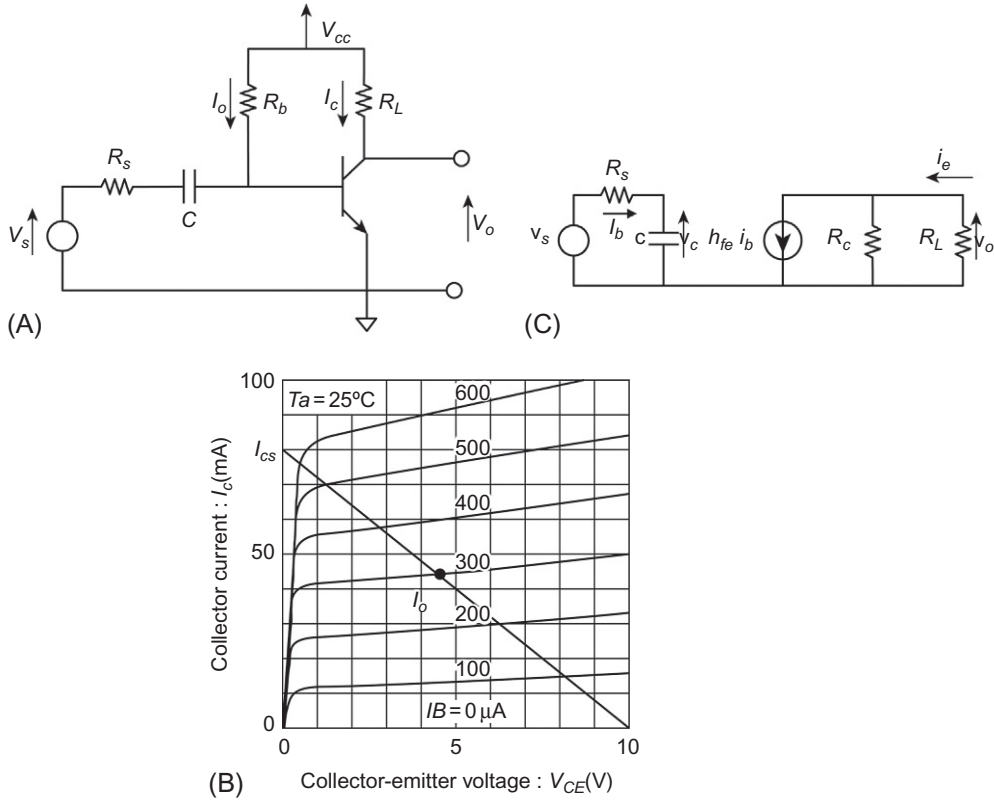 V_cc
I_o
R_b
I_c
R_L
R_s
C
V_s
V_o
(A)
R_s
i_e
v_s
I_b
c
v_c
h_fe i_b
R_c
R_L
v_o
(C)
100
Ta = 25°C
600
I_cs
500
400
50
300
I_o
200
100
IB = 0 μA
0
0
5
10
Collector current : I_c(mA)
Collector-emitter voltage : V_CE(V)
(B)